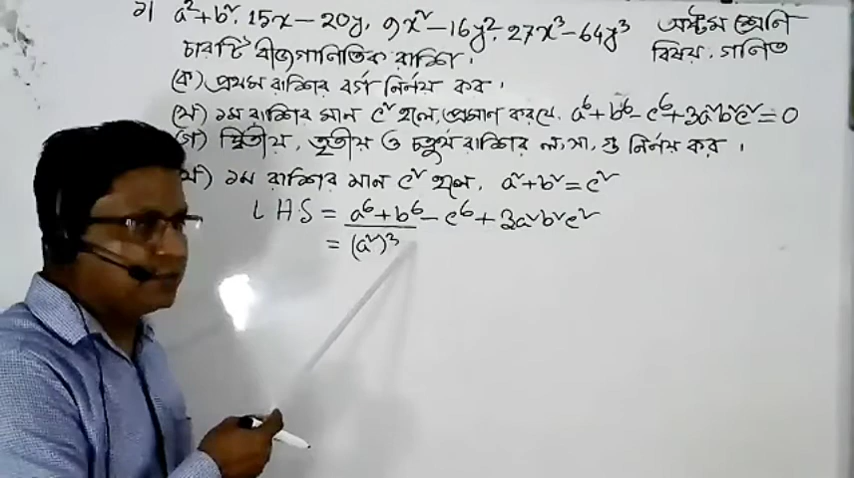 ১। a²+b², 15x − 20y, 9x² − 16y², 27x³ − 64y³ অষ্টম শ্রেণি
চারটি বীজগাণিতিক রাশি। বিষয়. গণিত
(ক) প্রথম রাশির বর্গ নির্ণয় কর।
(খ) ১ম রাশির মান c² হলে, প্রমাণ কর যে, a⁶+b⁶−c⁶+3a²b²c²=0
(গ) দ্বিতীয়, তৃতীয় ও চতুর্থ রাশির ল, সা, গু নির্ণয় কর।
খ) ১ম রাশির মান c² হলে, a²+b² = c²
L H S = a⁶+b⁶ − c⁶ + 3a²b²c²
= (a²)³